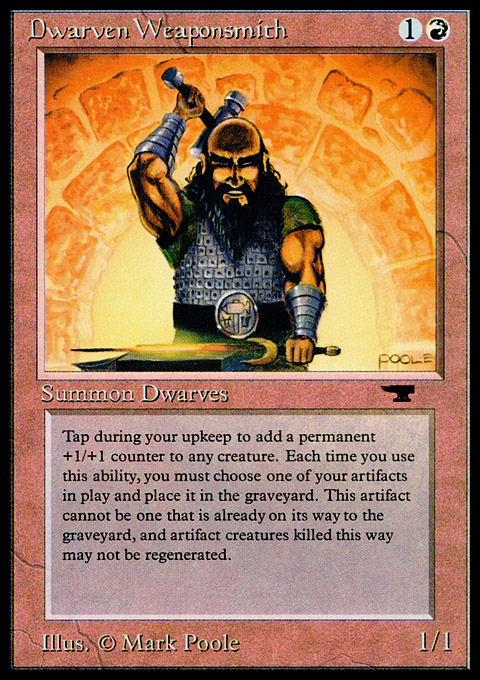 Dwarven Weaponsmith 1
POOLE
Summon Dwarves
Tap during your upkeep to add a permanent
+1/+1 counter to any creature. Each time you use
this ability, you must choose one of your artifacts
in play and place it in the graveyard. This artifact
cannot be one that is already on its way to the
graveyard, and artifact creatures killed this way
may not be regenerated.
Illus. © Mark Poole 1/1